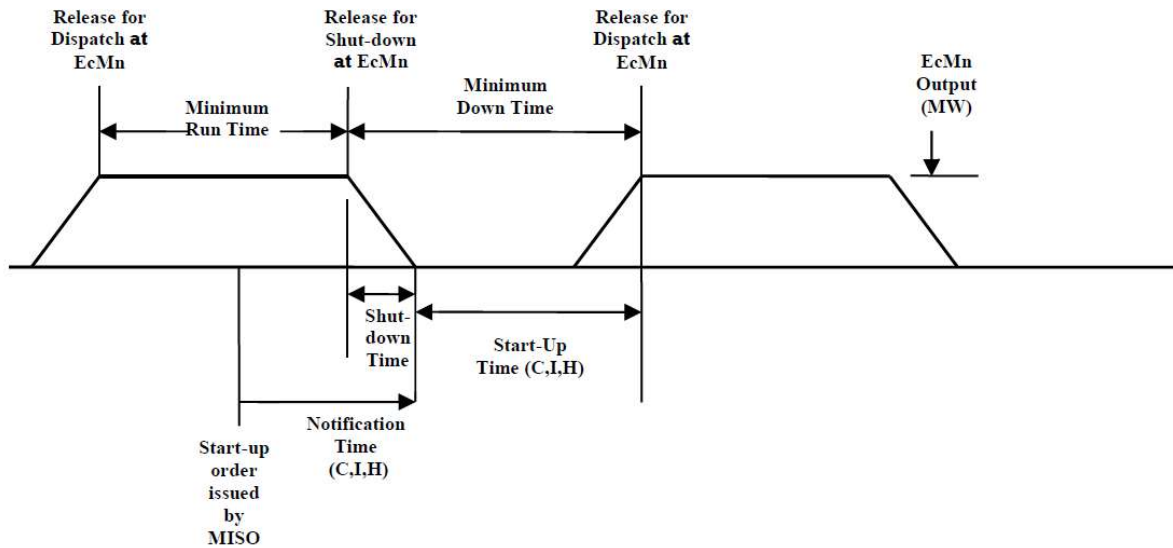 Release for
Dispatch at
EcMn
Release for
Shut-down
at EcMn
Release for
Dispatch at
EcMn
EcMn
Output
(MW)
Minimum
Run Time
Minimum
Down Time
Shut-
down
Time
Start-Up
Time (C,I,H)
Notification
Time
(C,I,H)
Start-up
order
issued
by
MISO